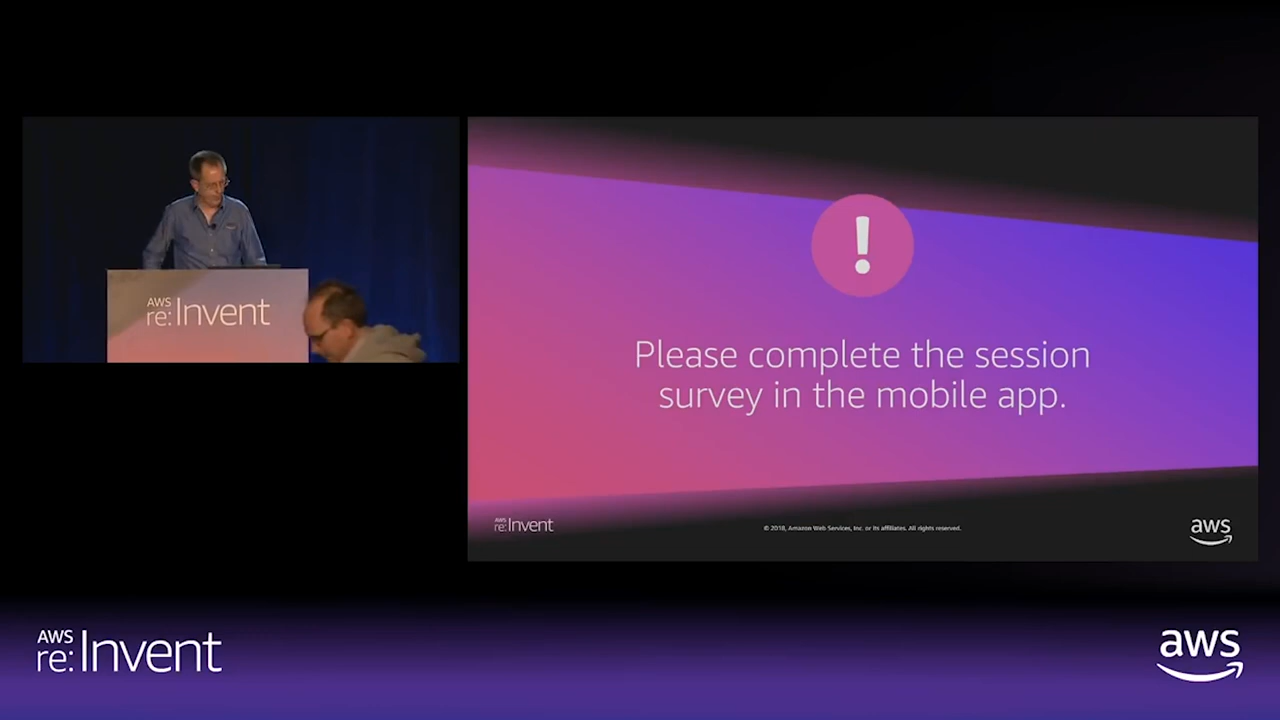 AWS
re:Invent
Please complete the session
survey in the mobile app.
AWS
re:Invent
© 2018, Amazon Web Services, Inc. or its affiliates. All rights reserved.
aws
AWS
re:Invent
aws